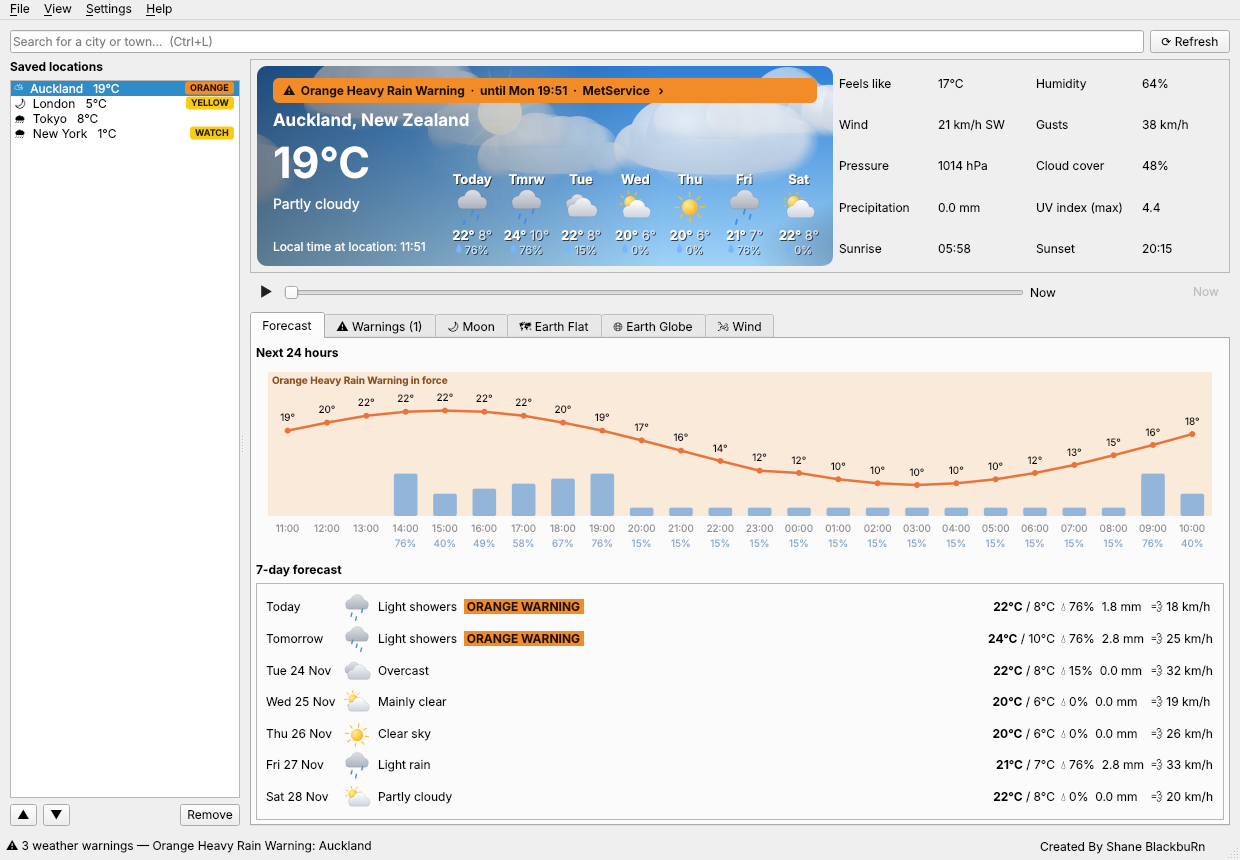 File View Settings Help
Search for a city or town... (Ctrl+L)
Refresh
Saved locations
Auckland 19°C ORANGE
London 5°C YELLOW
Tokyo 8°C
New York 1°C WATCH
Remove
Orange Heavy Rain Warning · until Mon 19:51 · MetService ›
Auckland, New Zealand
19°C
Partly cloudy
Local time at location: 11:51
Today Tmrw Tue Wed Thu Fri Sat
22° 8° 24° 10° 22° 8° 20° 6° 20° 6° 21° 7° 22° 8°
76% 76% 15% 0% 0% 76% 0%
Feels like 17°C Humidity 64%
Wind 21 km/h SW Gusts 38 km/h
Pressure 1014 hPa Cloud cover 48%
Precipitation 0.0 mm UV index (max) 4.4
Sunrise 05:58 Sunset 20:15
Now Now
Forecast Warnings (1) Moon Earth Flat Earth Globe Wind
Next 24 hours
Orange Heavy Rain Warning in force
19° 20° 22° 22° 22° 22° 22° 20° 19° 17° 16° 14° 12° 12° 10° 10° 10° 10° 10° 12° 13° 15° 16° 18°
11:00 12:00 13:00 14:00 15:00 16:00 17:00 18:00 19:00 20:00 21:00 22:00 23:00 00:00 01:00 02:00 03:00 04:00 05:00 06:00 07:00 08:00 09:00 10:00
76% 40% 49% 58% 67% 76% 15% 15% 15% 15% 15% 15% 15% 15% 15% 15% 15% 15% 15% 76% 40%
7-day forecast
Today Light showers ORANGE WARNING 22°C / 8°C 76% 1.8 mm 18 km/h
Tomorrow Light showers ORANGE WARNING 24°C / 10°C 76% 2.8 mm 25 km/h
Tue 24 Nov Overcast 22°C / 8°C 15% 0.0 mm 32 km/h
Wed 25 Nov Mainly clear 20°C / 6°C 0% 0.0 mm 19 km/h
Thu 26 Nov Clear sky 20°C / 6°C 0% 0.0 mm 26 km/h
Fri 27 Nov Light rain 21°C / 7°C 76% 2.8 mm 33 km/h
Sat 28 Nov Partly cloudy 22°C / 8°C 0% 0.0 mm 20 km/h
3 weather warnings — Orange Heavy Rain Warning: Auckland
Created By Shane BlackbuRn